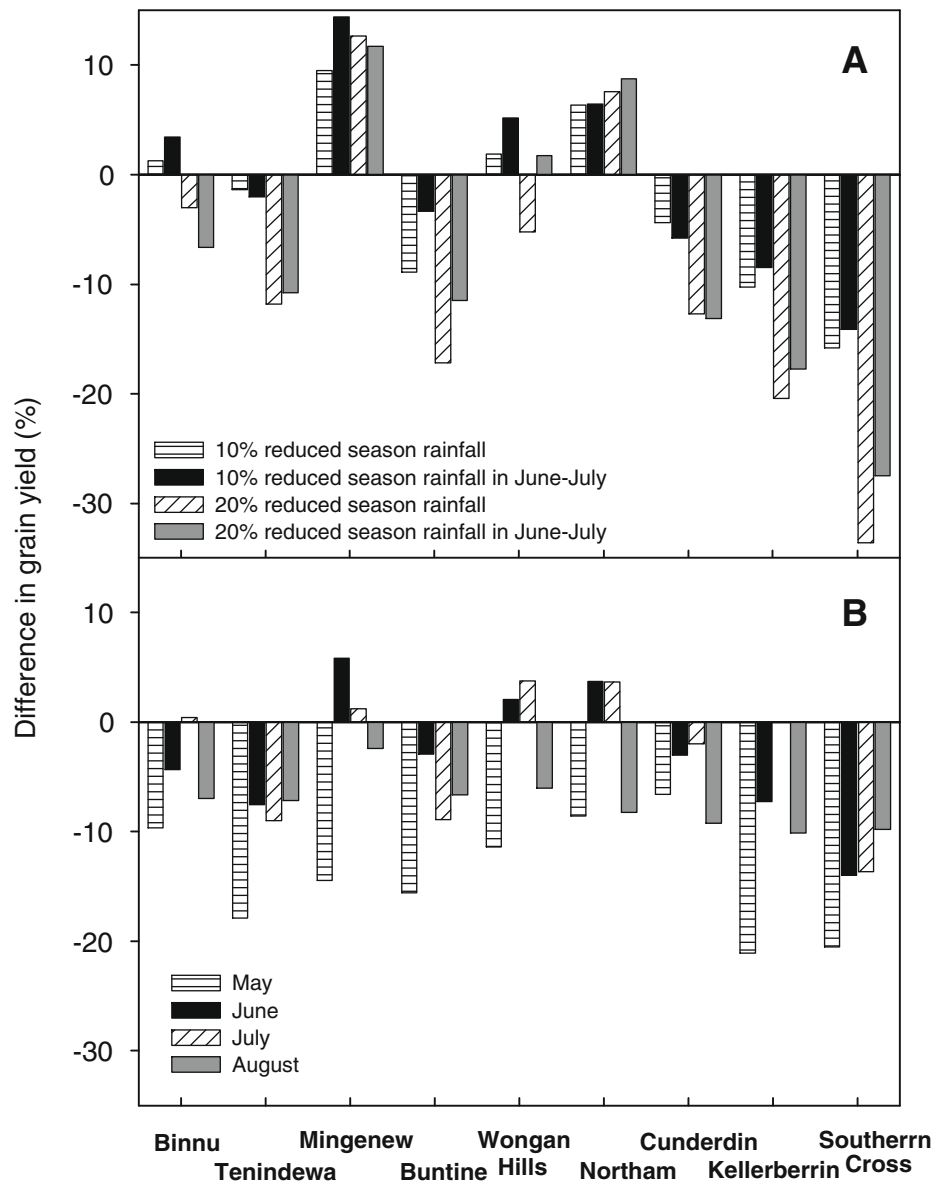 Difference in grain yield (%)
A
10
0
-10
-20
-30
10% reduced season rainfall
10% reduced season rainfall in June-July
20% reduced season rainfall
20% reduced season rainfall in June-July
B
10
0
-10
-20
-30
May
June
July
August
Binnu
Tenindewa
Mingenew
Buntine
Wongan
Hills
Northam
Cunderdin
Kellerberrin
Southerrn
Cross